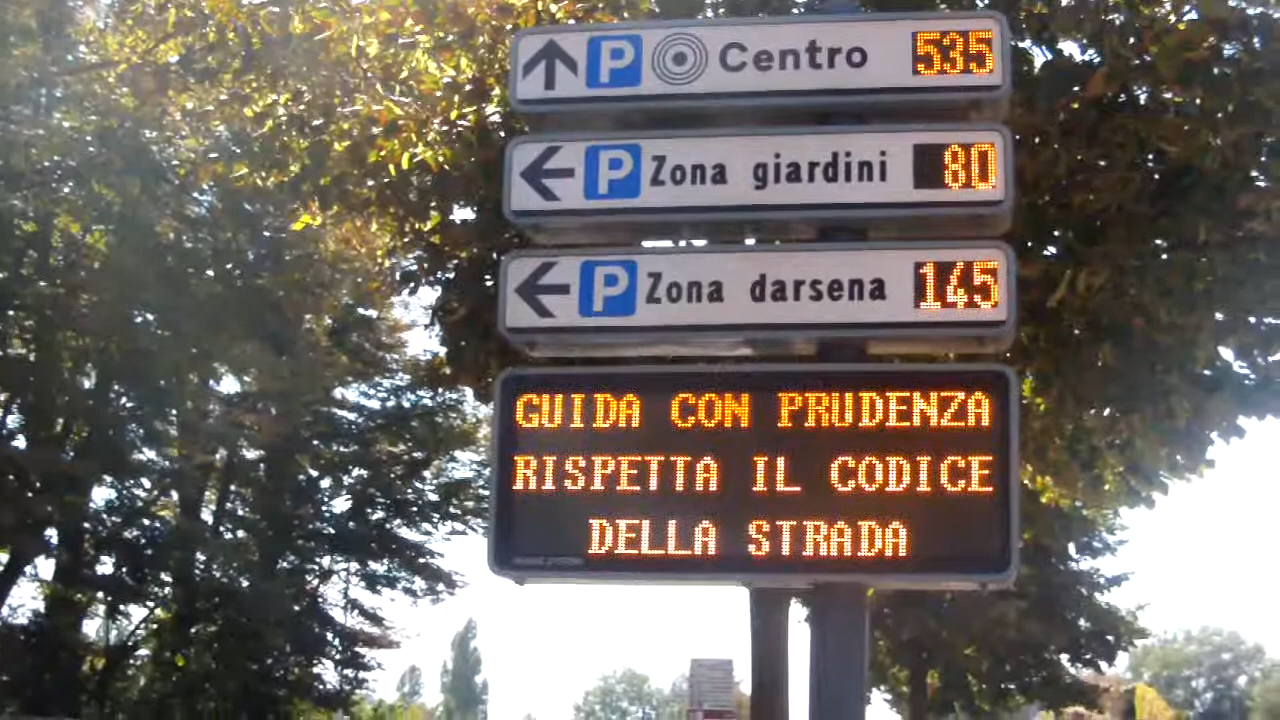 P Centro 535
P Zona giardini 80
P Zona darsena 145
GUIDA CON PRUDENZA
RISPETTA IL CODICE
DELLA STRADA